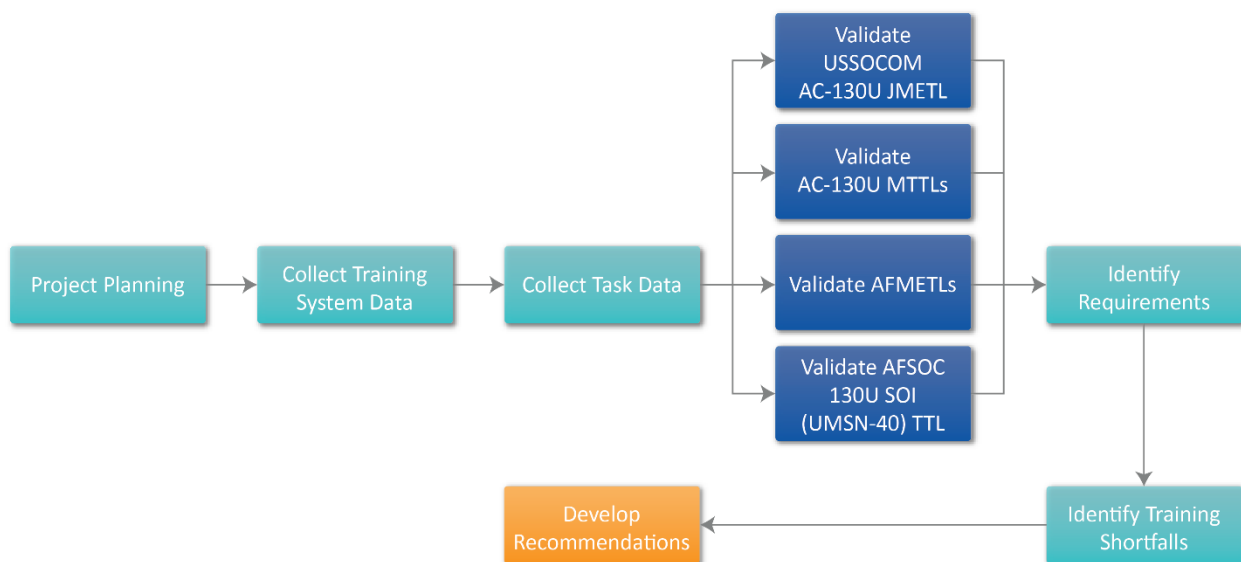 Project Planning
Collect Training
System Data
Collect Task Data
Validate
USSOCOM
AC-130U JMETL
Validate
AC-130U MTTLs
Validate AFMETLs
Validate AFSOC
130U SOI
(UMSN-40) TTL
Identify
Requirements
Identify Training
Shortfalls
Develop
Recommendations